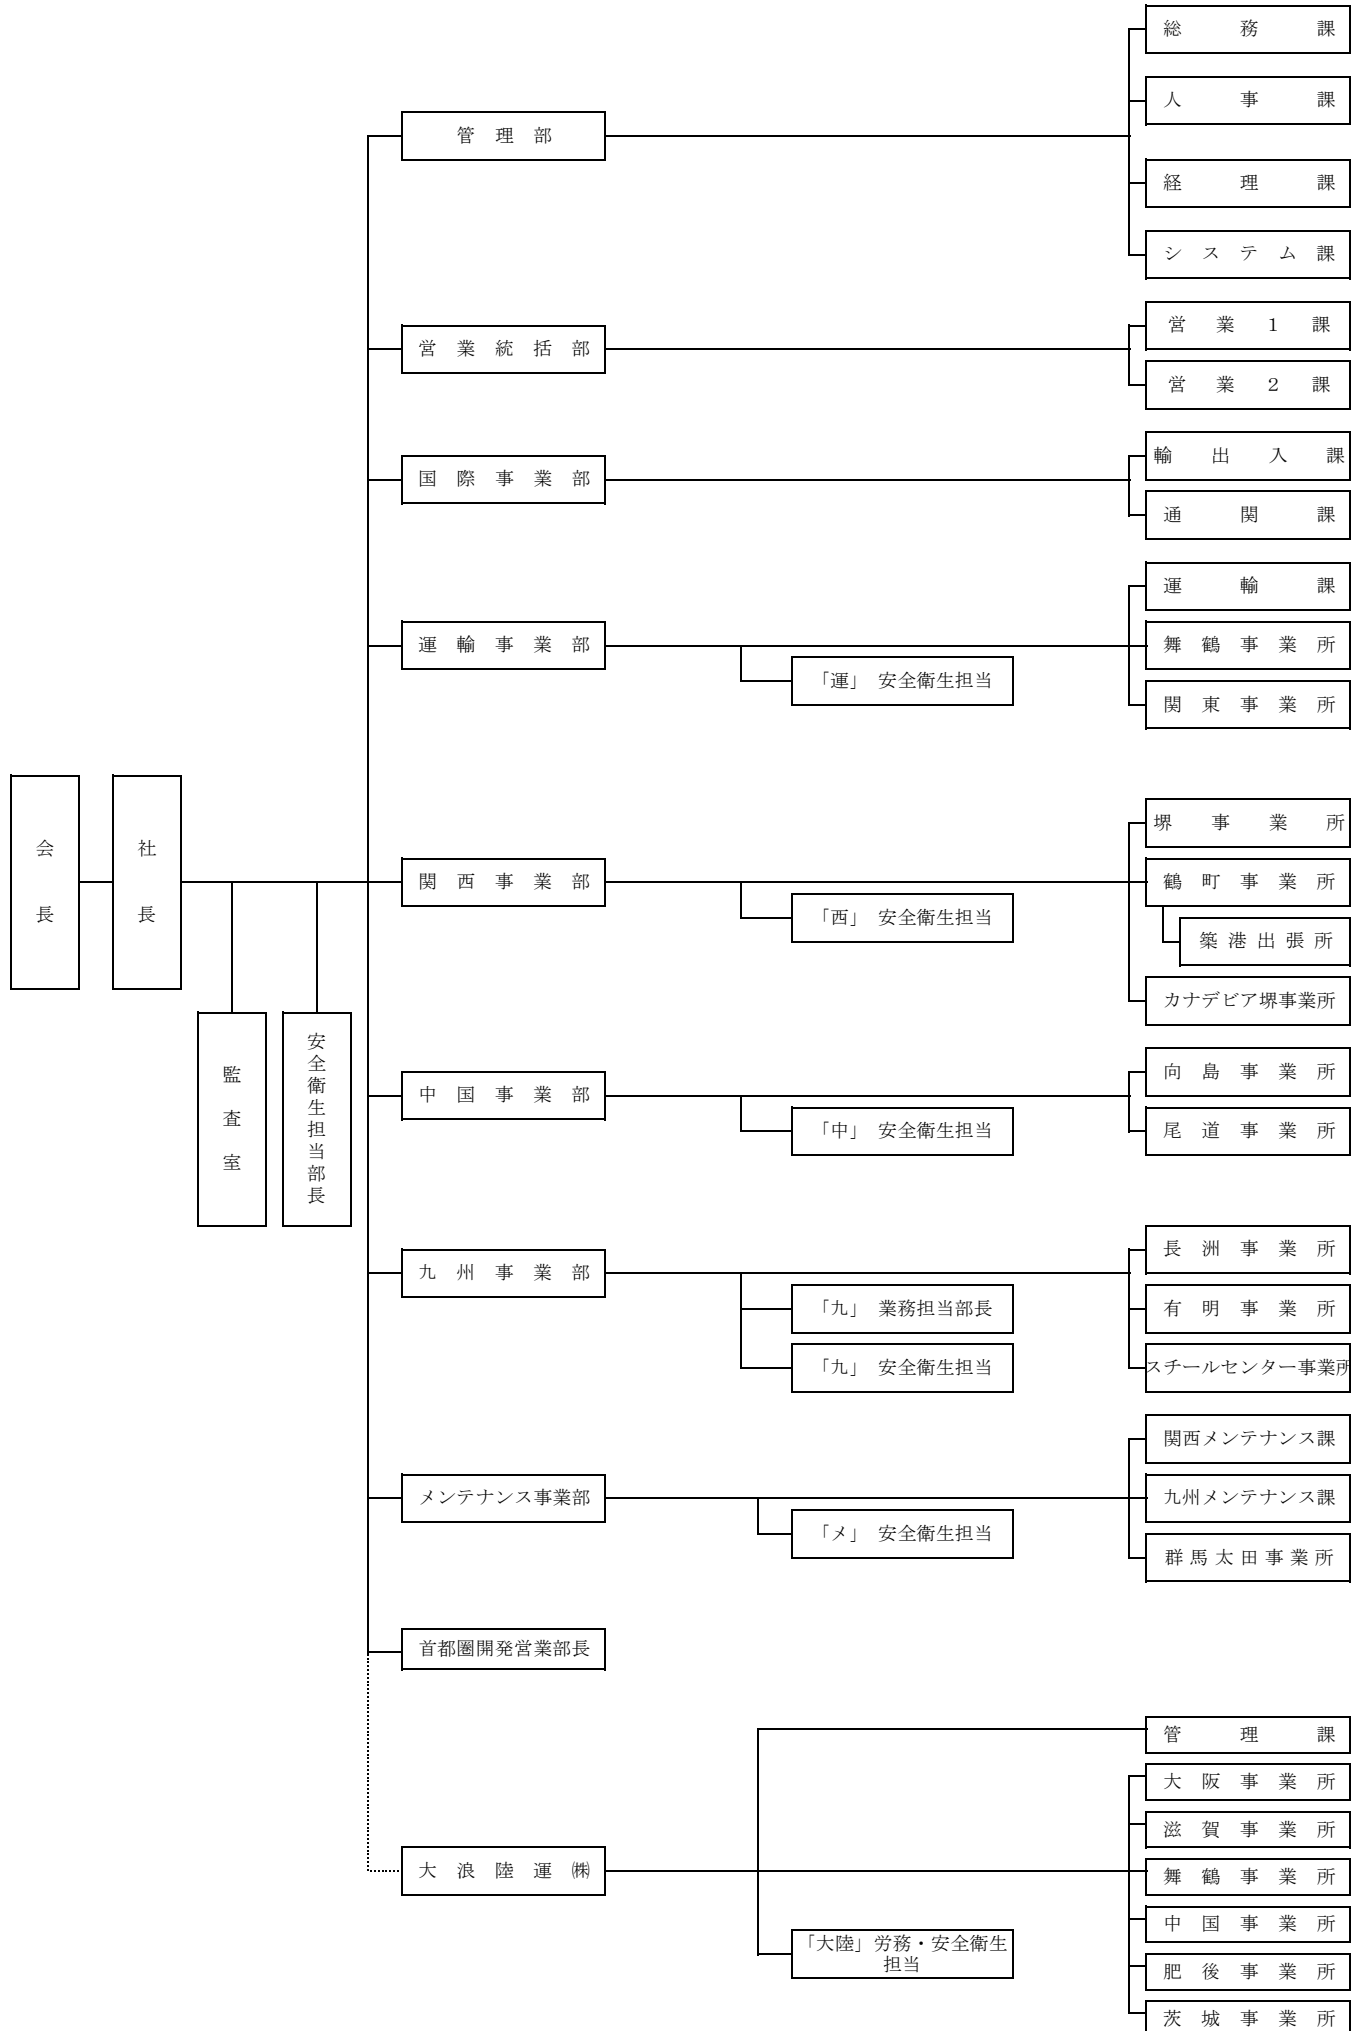 総務課
人事課
管理部
経理課
システム課
営業1課
営業統括部
営業2課
輸出入課
国際事業部
通関課
運輸課
運輸事業部
舞鶴事業所
「運」 安全衛生担当
関東事業所
堺事業所
会長
社長
関西事業部
鶴町事業所
「西」 安全衛生担当
築港出張所
カナデビア堺事業所
監査室
安全衛生担当部長
向島事業所
中国事業部
「中」 安全衛生担当
尾道事業所
長洲事業所
九州事業部
「九」 業務担当部長
有明事業所
「九」 安全衛生担当
スチールセンター事業所
関西メンテナンス課
メンテナンス事業部
九州メンテナンス課
「メ」 安全衛生担当
群馬太田事業所
首都圏開発営業部長
管理課
大阪事業所
滋賀事業所
大浪陸運㈱
舞鶴事業所
中国事業所
「大陸」労務・安全衛生
担当
肥後事業所
茨城事業所